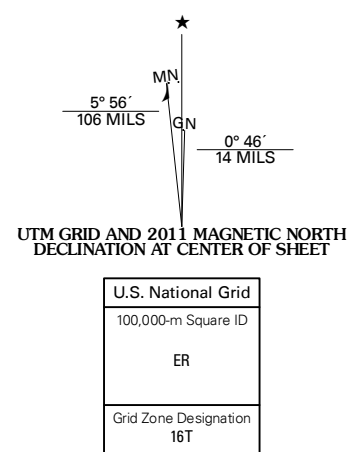 ★
M.N.
5° 56´
106 MILS
GN
0° 46´
14 MILS
UTM GRID AND 2011 MAGNETIC NORTH
DECLINATION AT CENTER OF SHEET
U.S. National Grid
100,000-m Square ID
ER
Grid Zone Designation
16T